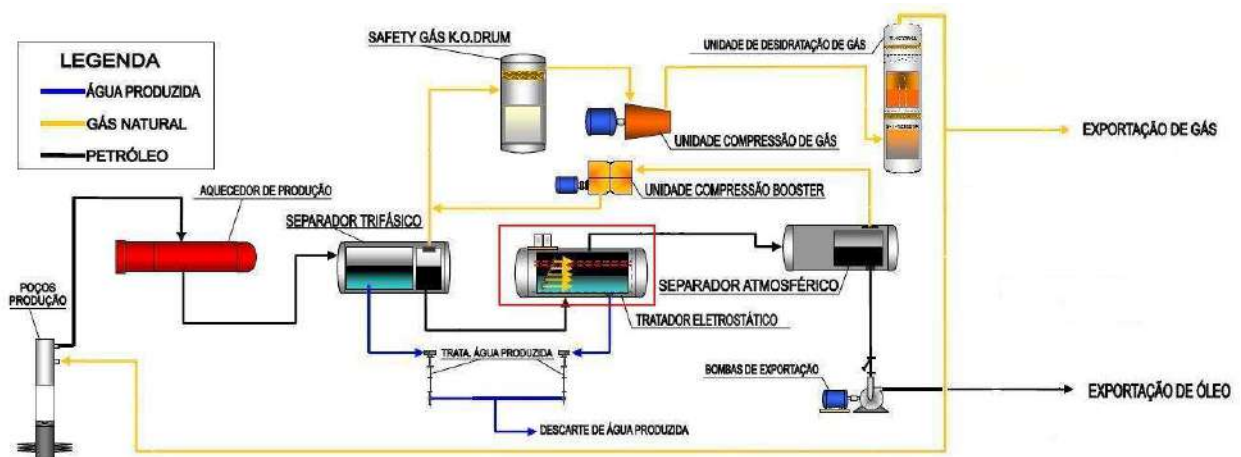 LEGENDA
ÁGUA PRODUZIDA
GÁS NATURAL
PETRÓLEO
SAFETY GÁS K.O.DRUM
UNIDADE DE DESIDRATAÇÃO DE GÁS
UNIDADE COMPRESSÃO DE GÁS
EXPORTAÇÃO DE GÁS
AQUECEDOR DE PRODUÇÃO
SEPARADOR TRIFÁSICO
UNIDADE COMPRESSÃO BOOSTER
POÇOS
PRODUÇÃO
SEPARADOR ATMOSFÉRICO
TRATADOR ELETROSTÁTICO
TRATA. ÁGUA PRODUZIDA
BOMBAS DE EXPORTAÇÃO
EXPORTAÇÃO DE ÓLEO
DESCARTE DE ÁGUA PRODUZIDA